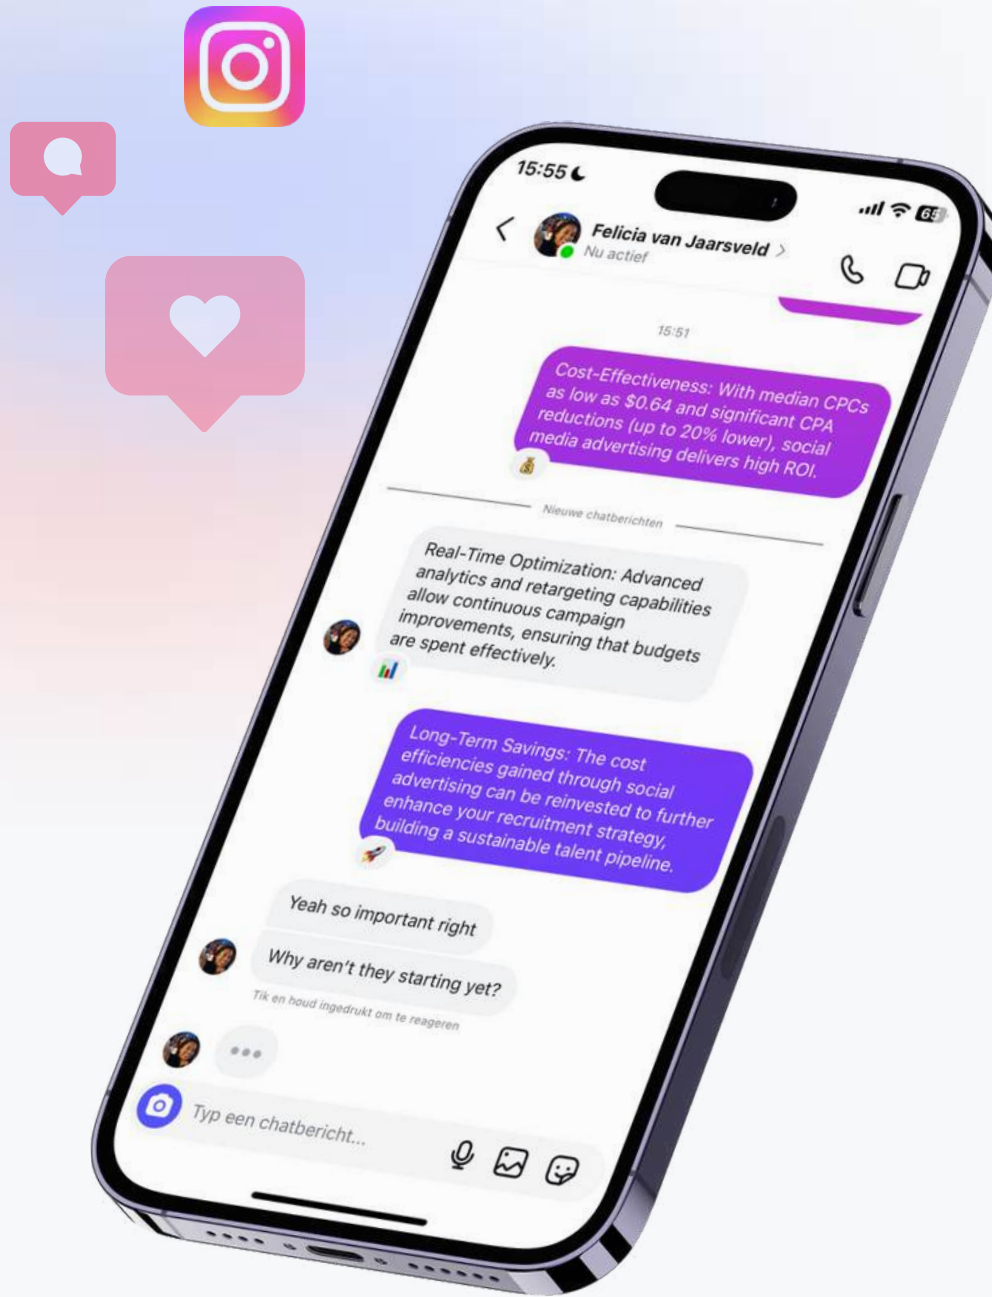 15:55
65
Felicia van Jaarsveld
Nu actief
15:51
Cost-Effectiveness: With median CPCs
as low as $0.64 and significant CPA
reductions (up to 20% lower), social
media advertising delivers high ROI.
Nieuwe chatberichten
Real-Time Optimization: Advanced
analytics and retargeting capabilities
allow continuous campaign
improvements, ensuring that budgets
are spent effectively.
Long-Term Savings: The cost
efficiencies gained through social
advertising can be reinvested to further
enhance your recruitment strategy,
building a sustainable talent pipeline.
Yeah so important right
Why aren't they starting yet?
Tik en houd ingedrukt om te reageren
Typ een chatbericht...